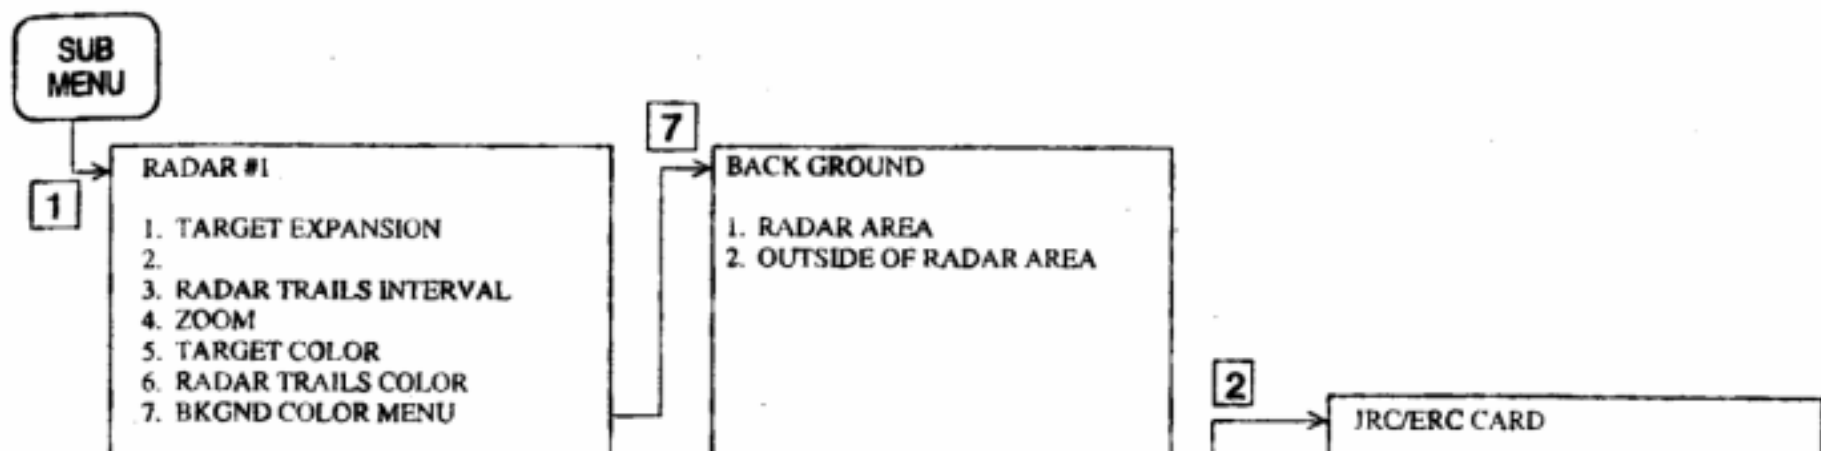 SUB
MENU
1
RADAR #1
1. TARGET EXPANSION
2.
3. RADAR TRAILS INTERVAL
4. ZOOM
5. TARGET COLOR
6. RADAR TRAILS COLOR
7. BKGND COLOR MENU
7
BACK GROUND
1. RADAR AREA
2. OUTSIDE OF RADAR AREA
2
JRC/ERC CARD